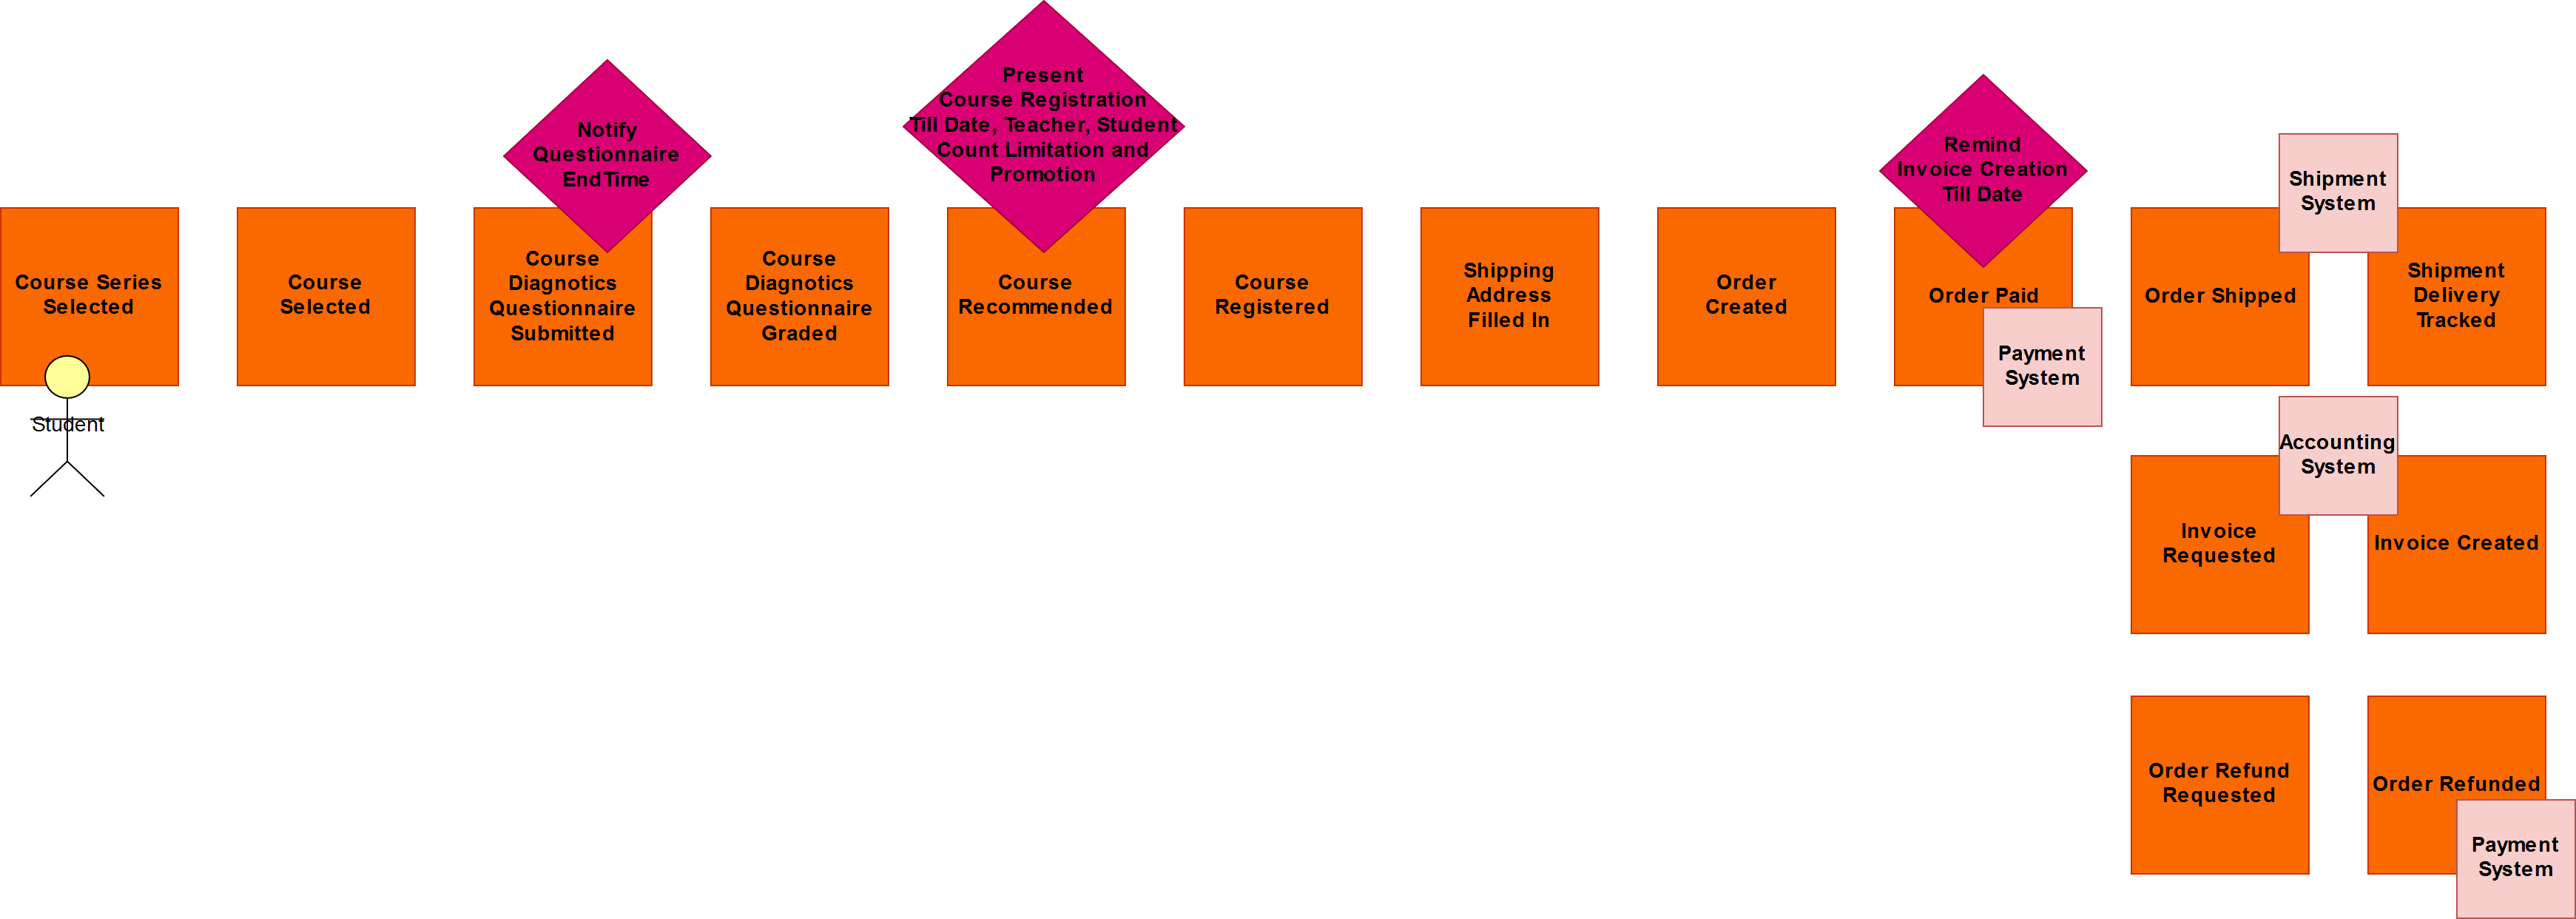 Present
Course Registration
Till Date, Teacher, Student
Count Limitation and
Promotion
Notify
Questionnaire
EndTime
Remind
Invoice Creation
Till Date
Shipment
System
Course Series
Selected
Course
Selected
Course
Diagnotics
Questionnaire
Submitted
Course
Diagnotics
Questionnaire
Graded
Course
Recommended
Course
Registered
Shipping
Address
Filled In
Order
Created
Order Paid
Payment
System
Order Shipped
Shipment
Delivery
Tracked
Student
Accounting
System
Invoice
Requested
Invoice Created
Order Refund
Requested
Order Refunded
Payment
System